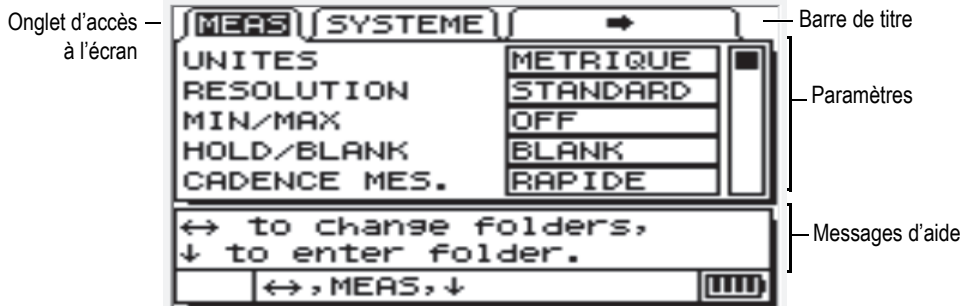 Onglet d'accès
à l'écran
MEAS SYSTEME ➡
Barre de titre
UNITES METRIQUE
RESOLUTION STANDARD
MIN/MAX OFF
HOLD/BLANK BLANK
CADENCE MES. RAPIDE
Paramètres
↔ to change folders,
↓ to enter folder.
Messages d'aide
↔,MEAS,↓